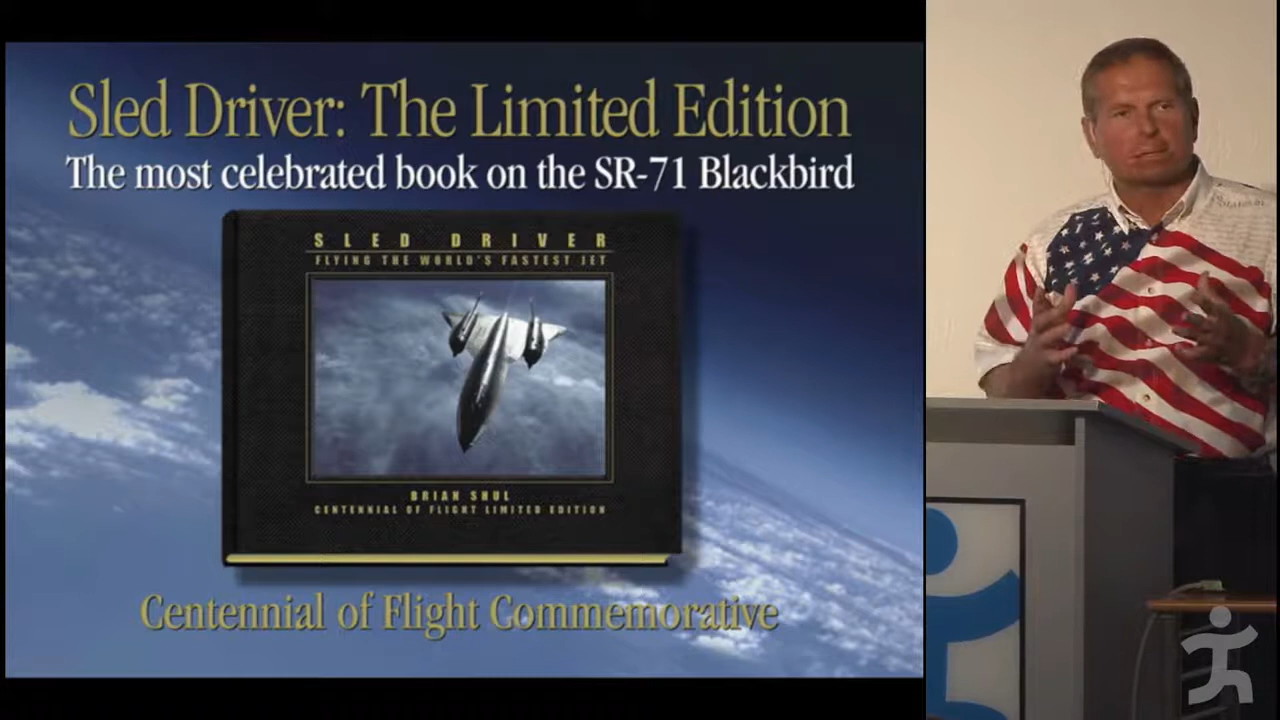 Sled Driver: The Limited Edition
The most celebrated book on the SR-71 Blackbird
SLED DRIVER
FLYING THE WORLD'S FASTEST JET
BRIAN SHUL
CENTENNIAL OF FLIGHT LIMITED EDITION
Centennial of Flight Commemorative